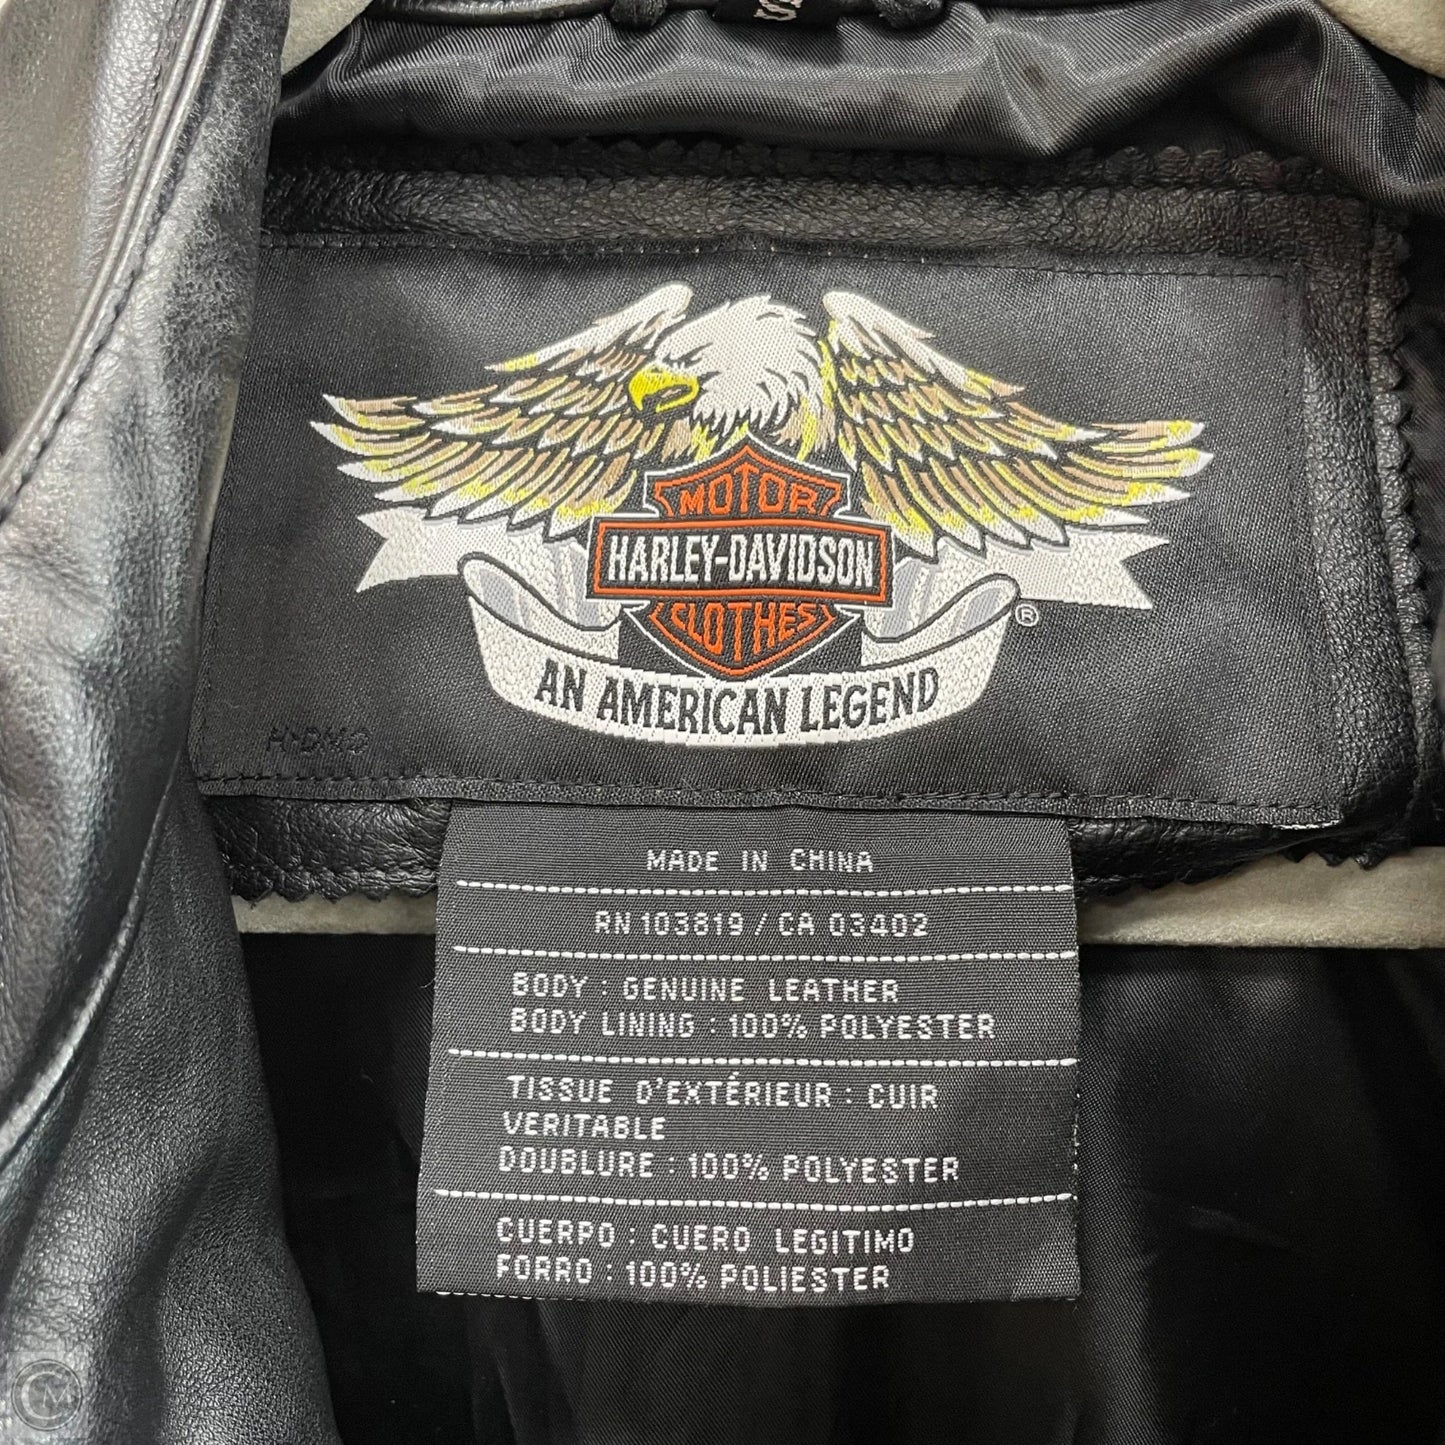 MOTOR
HARLEY-DAVIDSON
CLOTHES
®
AN AMERICAN LEGEND
H-DMC
MADE IN CHINA
RN 103819 / CA 03402
BODY : GENUINE LEATHER
BODY LINING : 100% POLYESTER
TISSUE D'EXTÉRIEUR : CUIR
VERITABLE
DOUBLURE : 100% POLYESTER
CUERPO : CUERO LEGITIMO
FORRO : 100% POLIESTER